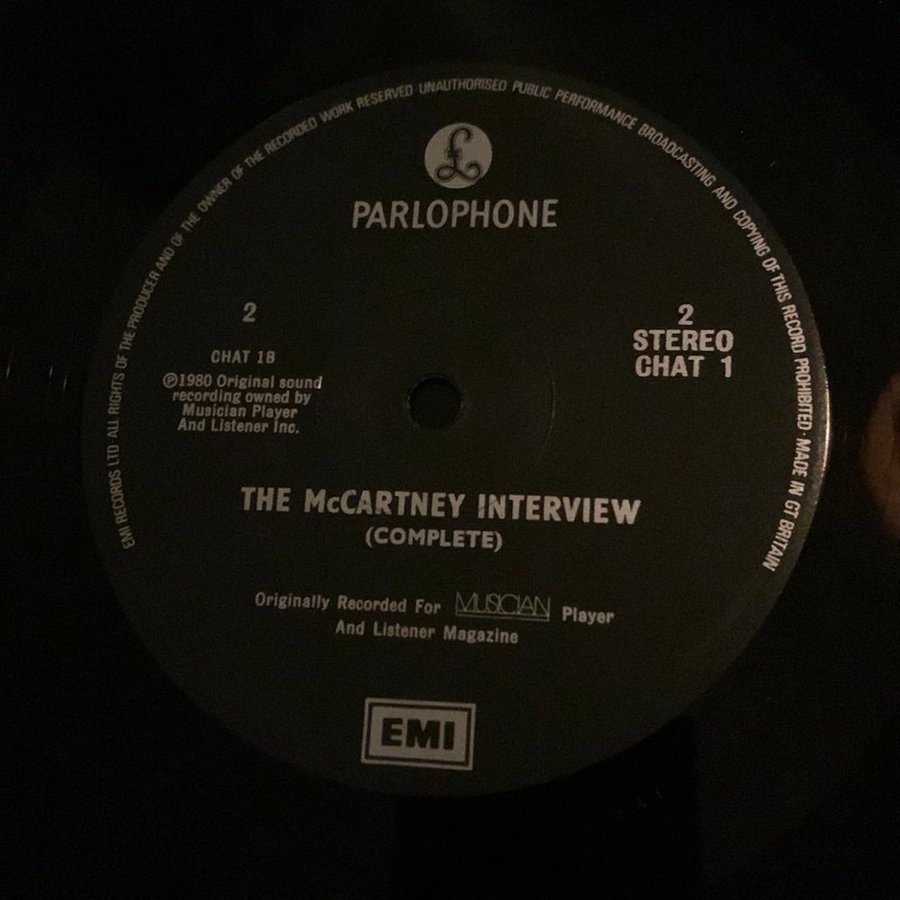 EMI RECORDS LTD ALL RIGHTS OF THE PRODUCER AND OF THE OWNER OF THE RECORDED WORK RESERVED UNAUTHORISED PUBLIC PERFORMANCE BROADCASTING AND COPYING OF THIS RECORD PROHIBITED · MADE IN GT BRITAIN
£
PARLOPHONE
2
CHAT 1B
℗1980 Original sound
recording owned by
Musician Player
And Listener Inc.
2
STEREO
CHAT 1
THE McCARTNEY INTERVIEW
(COMPLETE)
Originally Recorded For MUSICIAN Player
And Listener Magazine
EMI